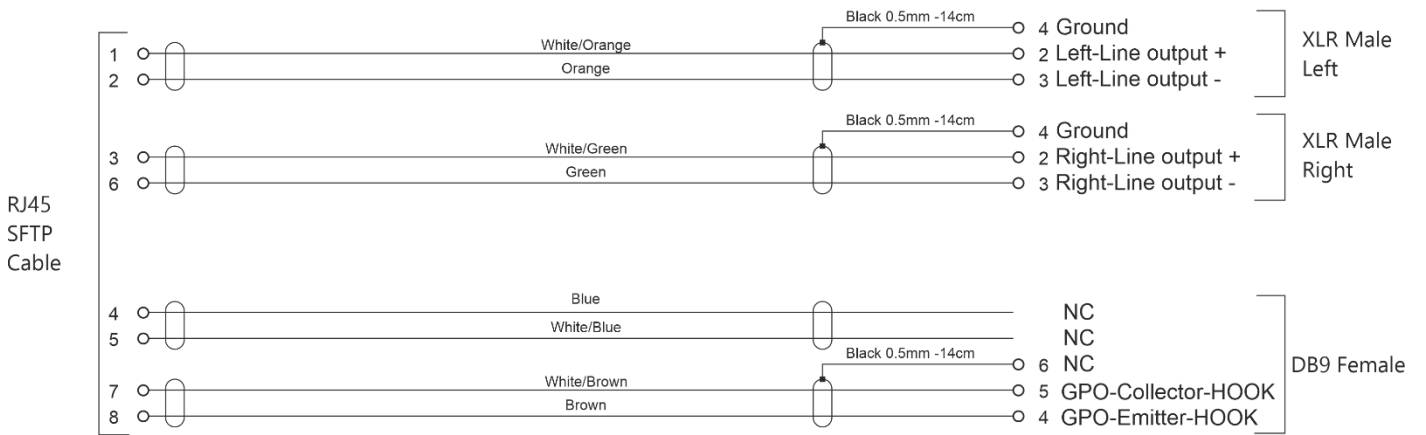 Black 0.5mm -14cm
4 Ground
1 White/Orange 2 Left-Line output +
2 Orange 3 Left-Line output -
XLR Male
Left
Black 0.5mm -14cm
4 Ground
3 White/Green 2 Right-Line output +
6 Green 3 Right-Line output -
XLR Male
Right
RJ45
SFTP
Cable
4 Blue NC
5 White/Blue NC
Black 0.5mm -14cm
6 NC
7 White/Brown 5 GPO-Collector-HOOK
8 Brown 4 GPO-Emitter-HOOK
DB9 Female